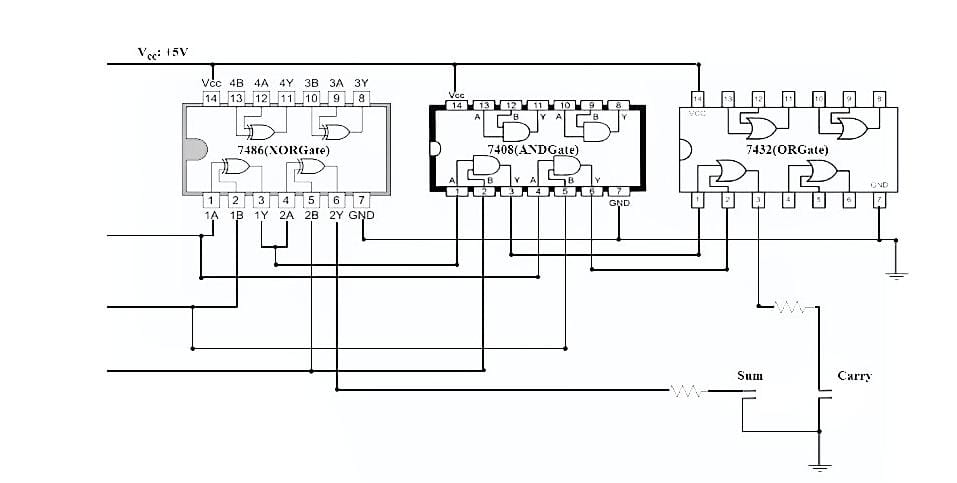 Vcc: +5V
Vcc 4B 4A 4Y 3B 3A 3Y
14 13 12 11 10 9 8
7486(XORGate)
1 2 3 4 5 6 7
1A 1B 1Y 2A 2B 2Y GND
Vcc
14 13 12 11 10 9 8
A B Y A B Y
7408(ANDGate)
A B Y A B Y
1 2 3 4 5 6 7
GND
14 13 12 11 10 9 8
VCC
7432(ORGate)
GND
1 2 3 4 5 6 7
Sum
Carry